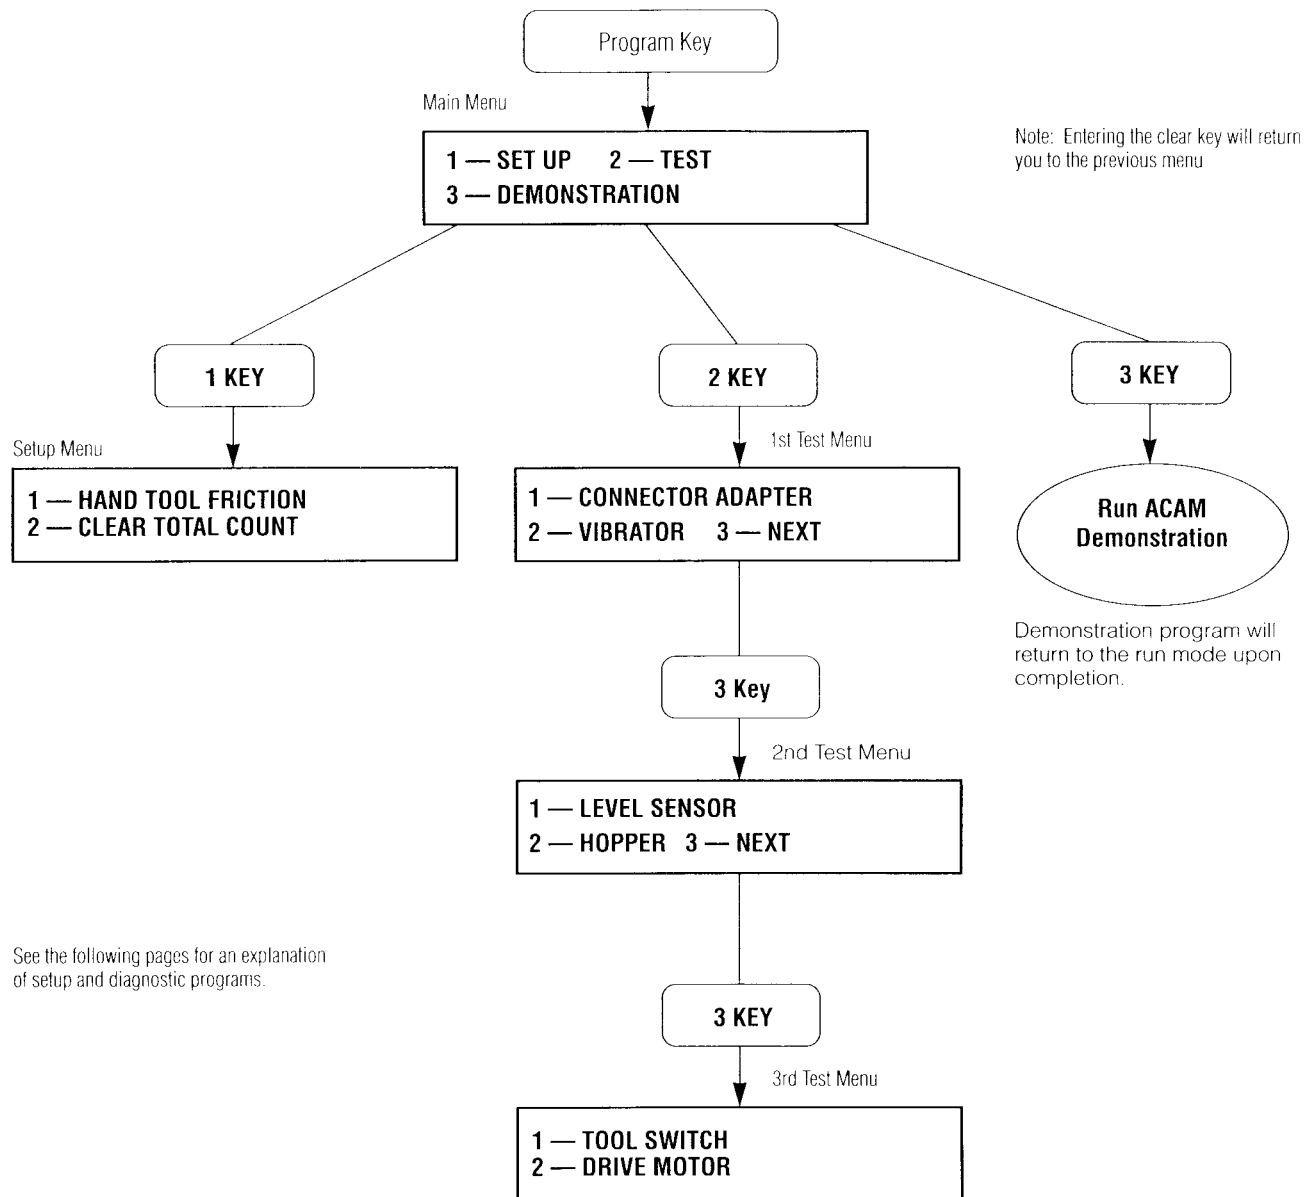 Program Key
Main Menu
1 — SET UP 2 — TEST
3 — DEMONSTRATION
Note: Entering the clear key will return
you to the previous menu
1 KEY
2 KEY
3 KEY
Setup Menu
1 — HAND TOOL FRICTION
2 — CLEAR TOTAL COUNT
1st Test Menu
1 — CONNECTOR ADAPTER
2 — VIBRATOR 3 — NEXT
Run ACAM
Demonstration
Demonstration program will
return to the run mode upon
completion.
3 Key
2nd Test Menu
1 — LEVEL SENSOR
2 — HOPPER 3 — NEXT
See the following pages for an explanation
of setup and diagnostic programs.
3 KEY
3rd Test Menu
1 — TOOL SWITCH
2 — DRIVE MOTOR